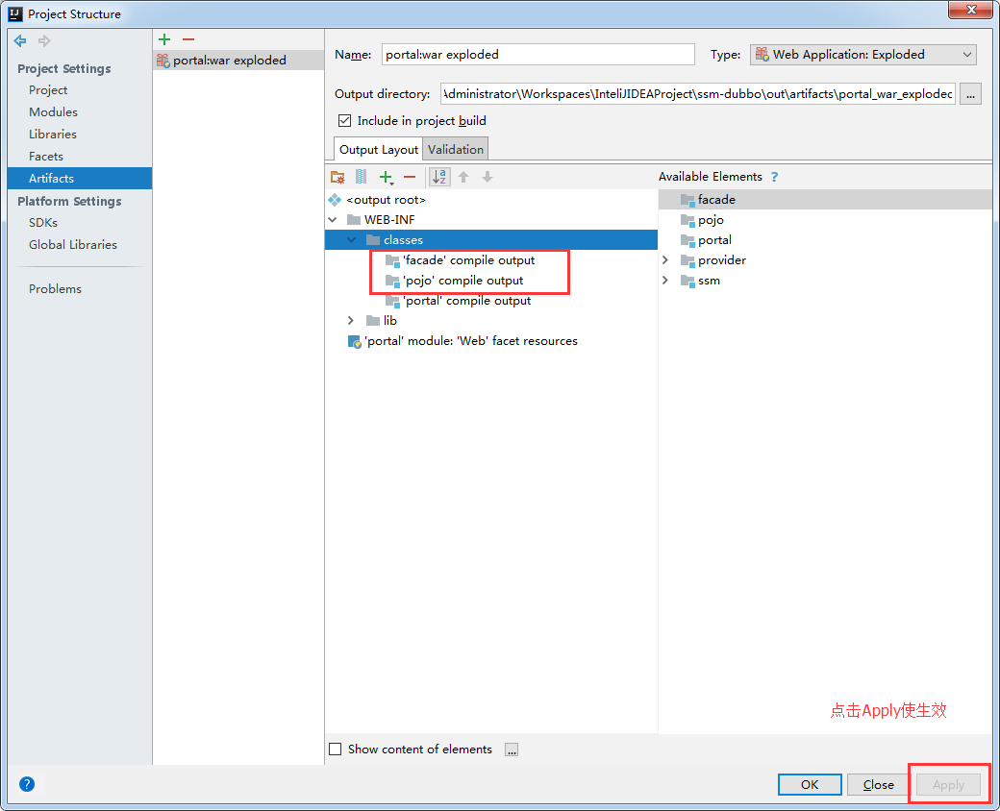 Project Structure
Project Settings
Project
Modules
Libraries
Facets
Artifacts
Platform Settings
SDKs
Global Libraries
Problems
portal:war exploded
Name: portal:war exploded Type: Web Application: Exploded
Output directory: \dministrator\Workspaces\InteliJIDEAProject\ssm-dubbo\out\artifacts\portal_war_explodec ...
Include in project build
Output Layout Validation
Available Elements ?
<output root>
WEB-INF
classes
'facade' compile output
'pojo' compile output
'portal' compile output
lib
'portal' module: 'Web' facet resources
facade
pojo
portal
provider
ssm
点击Apply使生效
Show content of elements ...
? OK Close Apply